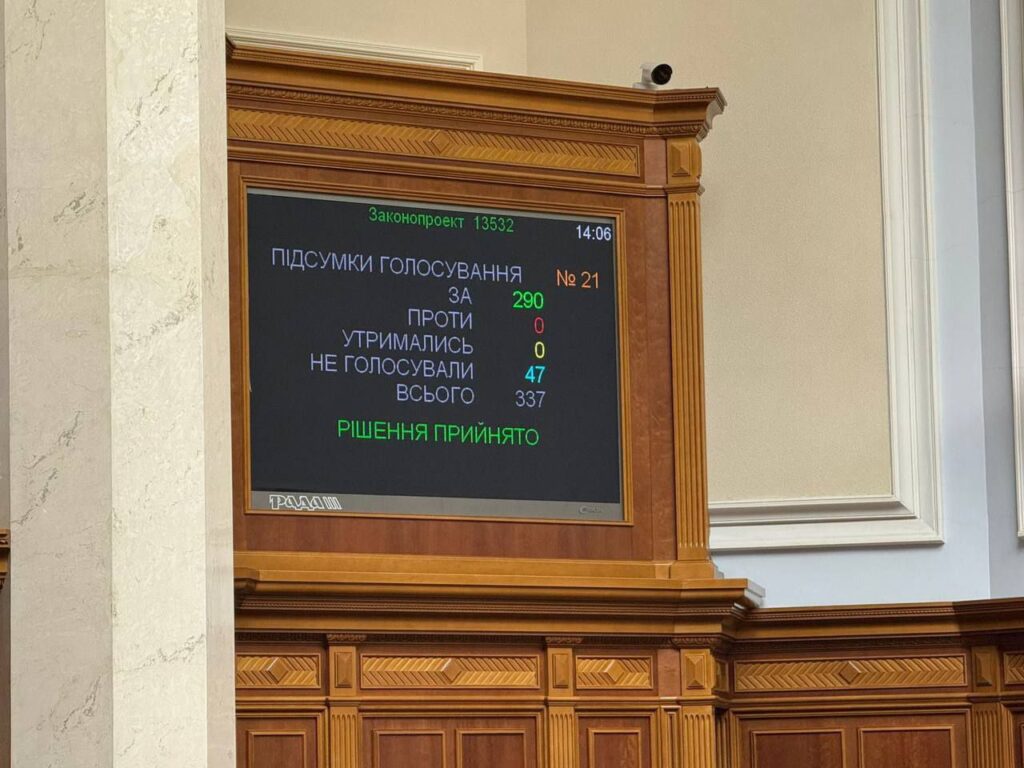 Законопроект 13532
14:06
ПІДСУМКИ ГОЛОСУВАННЯ № 21
ЗА 290
ПРОТИ 0
УТРИМАЛИСЬ 0
НЕ ГОЛОСУВАЛИ 47
ВСЬОГО 337
РІШЕННЯ ПРИЙНЯТО
РАДА III